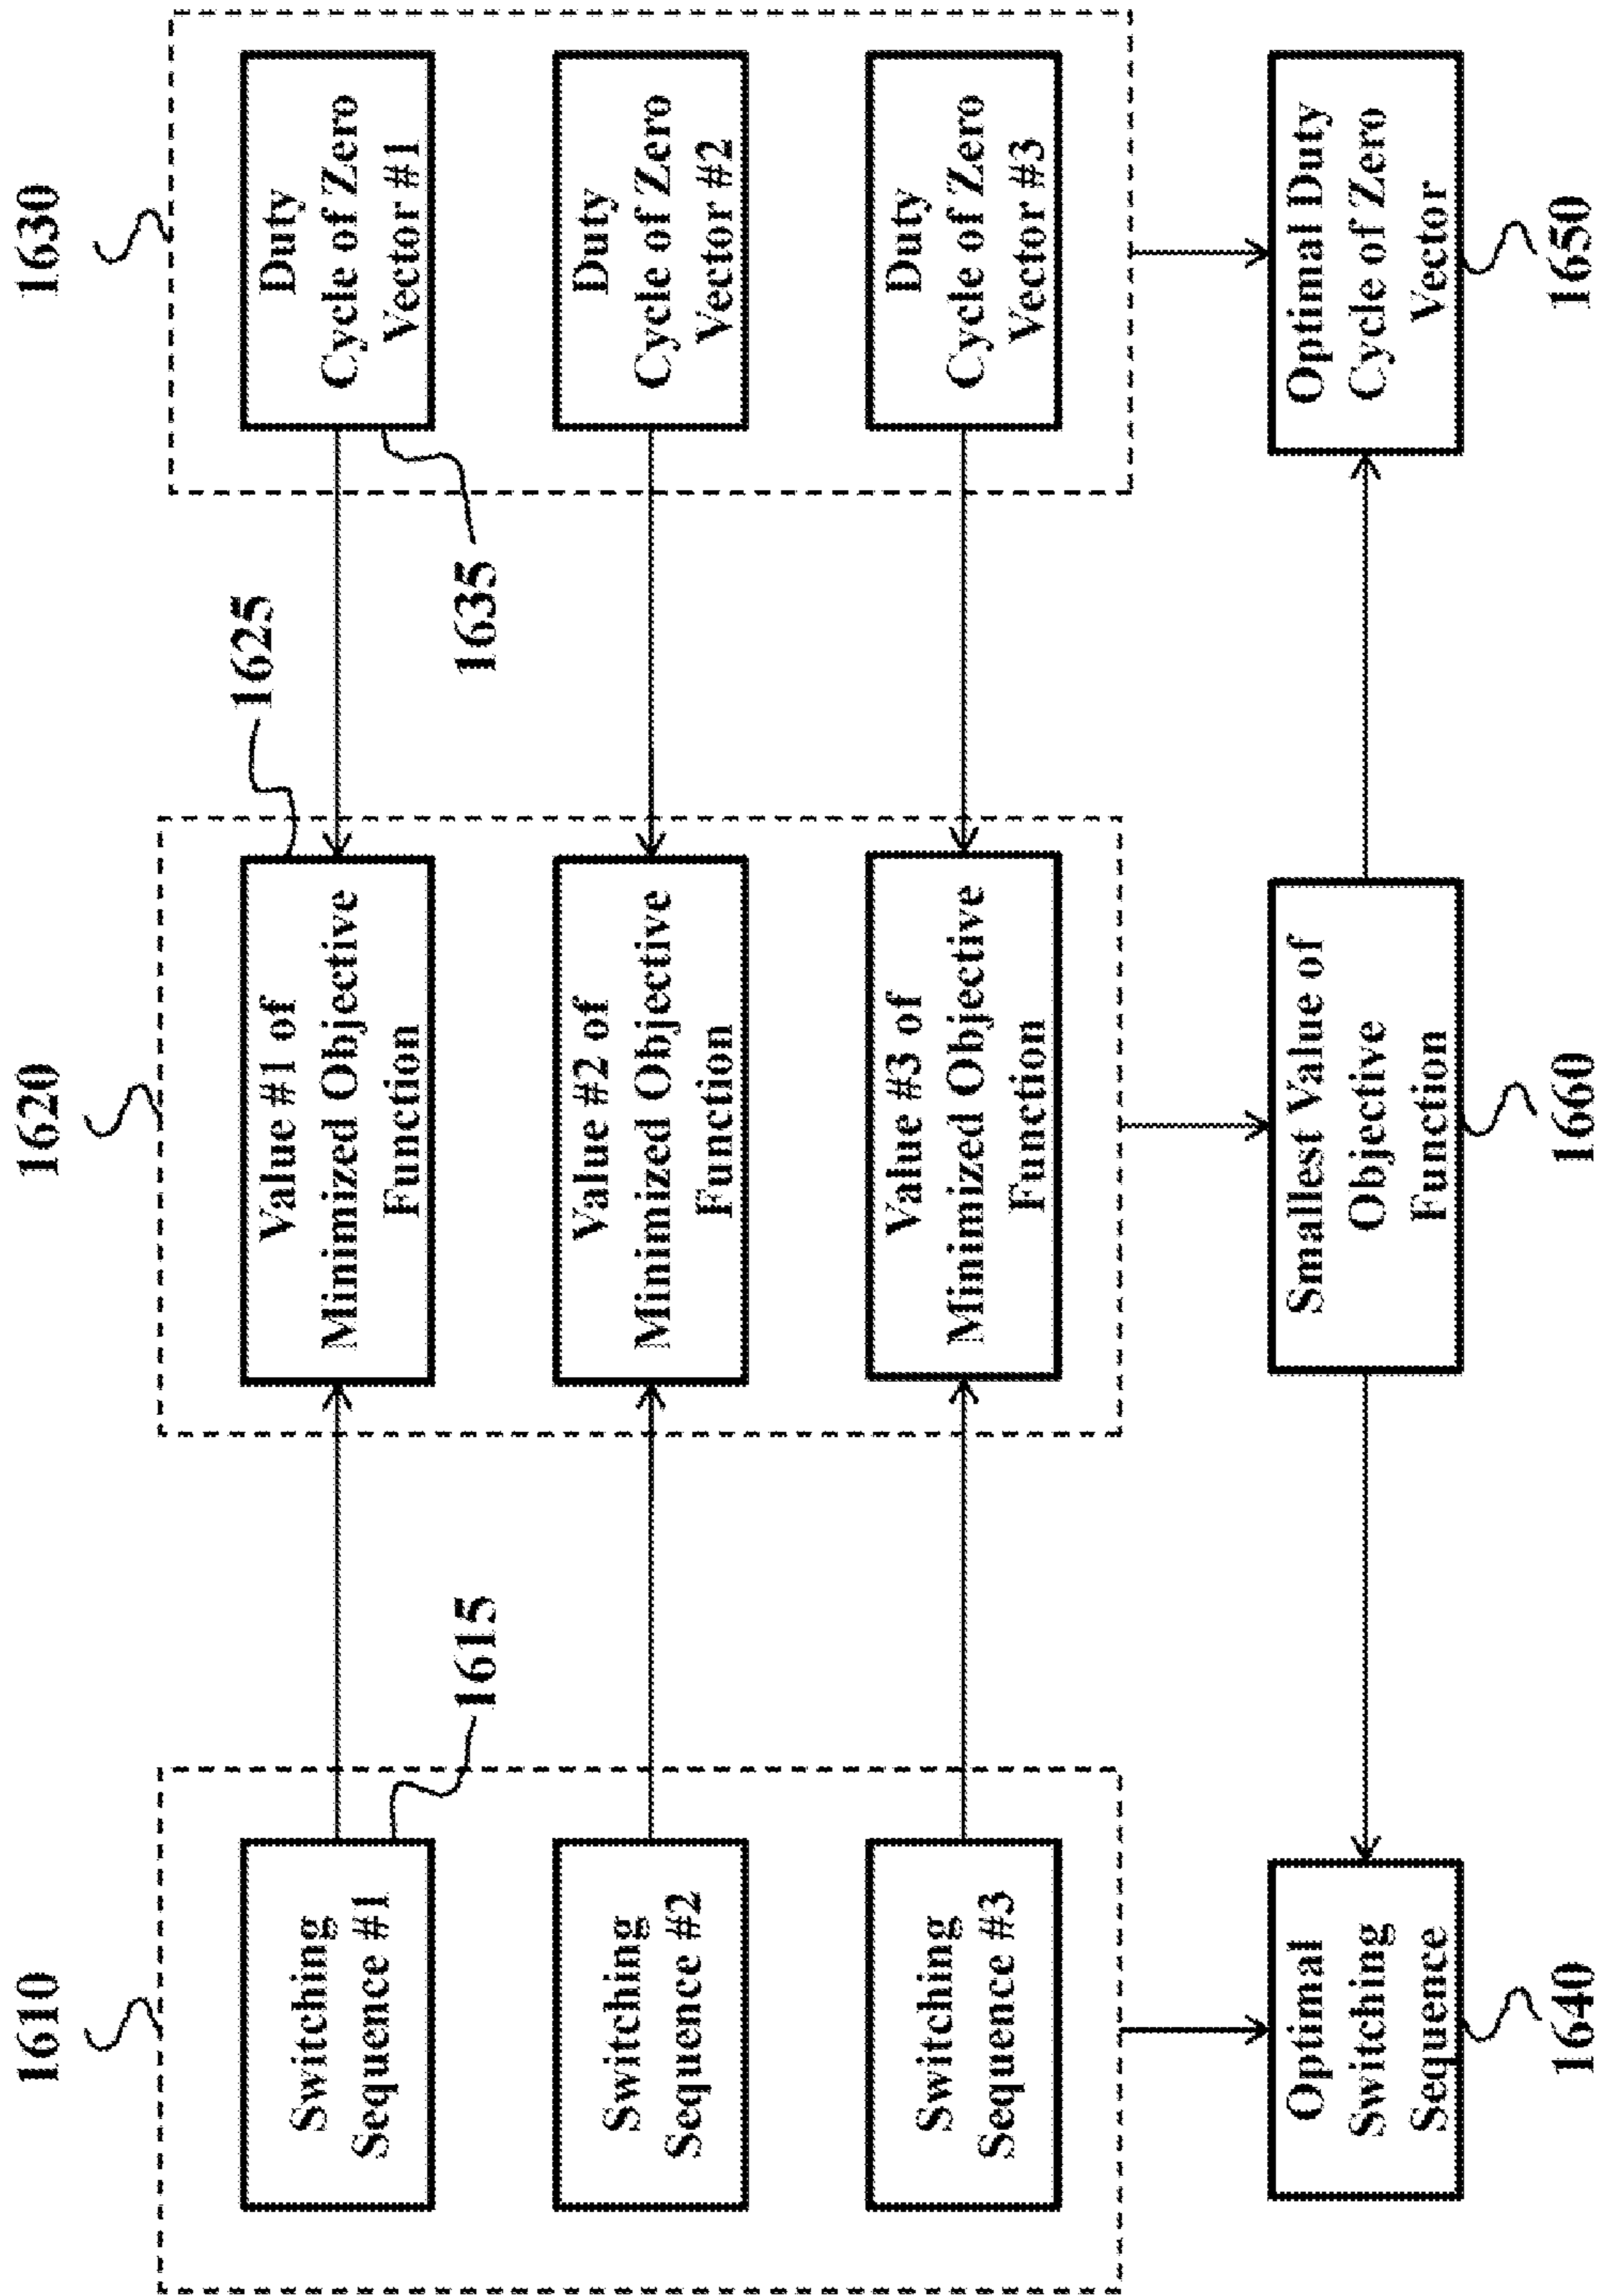 1610
1620
1630
Switching
Sequence #1
1615
Value #1 of
Minimized Objective
Function
1625
Duty
Cycle of Zero
Vector #1
1635
Switching
Sequence #2
Value #2 of
Minimized Objective
Function
Duty
Cycle of Zero
Vector #2
Switching
Sequence #3
Value #3 of
Minimized Objective
Function
Duty
Cycle of Zero
Vector #3
Optimal
Switching
Sequence
Smallest Value of
Objective
Function
Optimal Duty
Cycle of Zero
Vector
1640
1660
1650